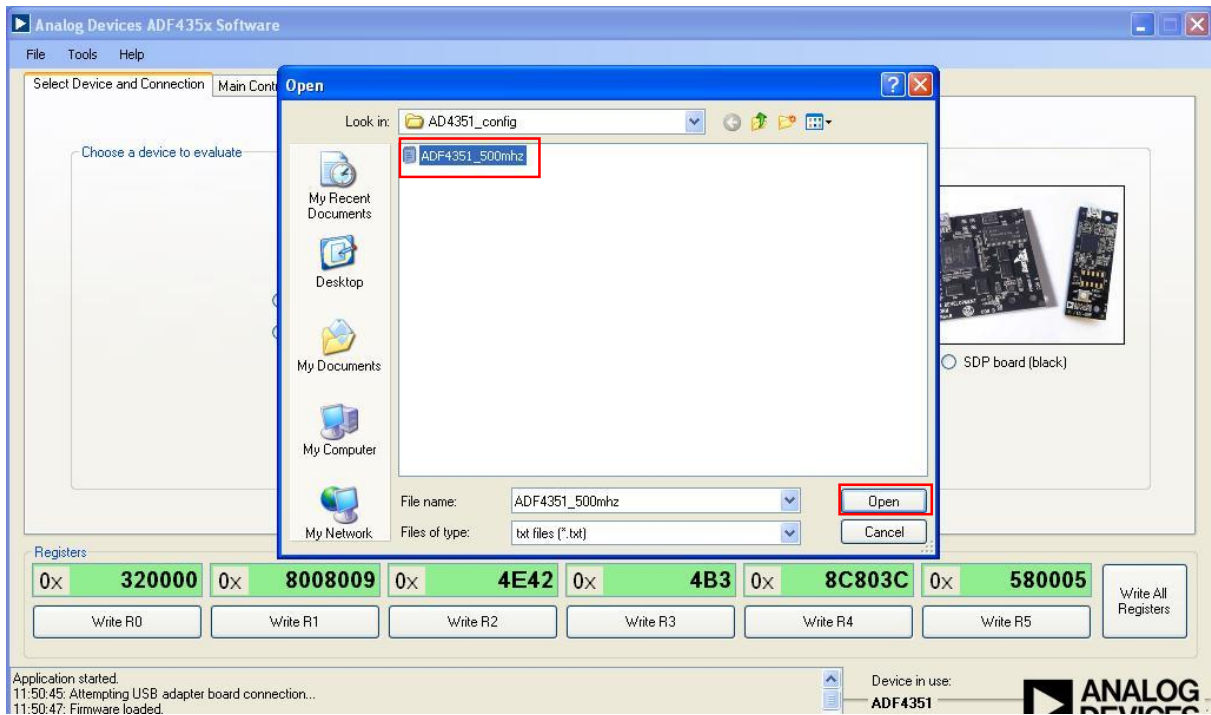 Analog Devices ADF435x Software
File Tools Help
Select Device and Connection Main Cont
Choose a device to evaluate
Open
Look in: AD4351_config
ADF4351_500mhz
My Recent
Documents
Desktop
My Documents
My Computer
My Network
File name: ADF4351_500mhz Open
Files of type: txt files (*.txt) Cancel
SDP board (black)
Registers
0x 320000 0x 8008009 0x 4E42 0x 4B3 0x 8C803C 0x 580005
Write R0 Write R1 Write R2 Write R3 Write R4 Write R5 Write All
Registers
Application started.
11:50:45: Attempting USB adapter board connection...
11:50:47: Firmware loaded.
Device in use:
ADF4351
ANALOG
DEVICES